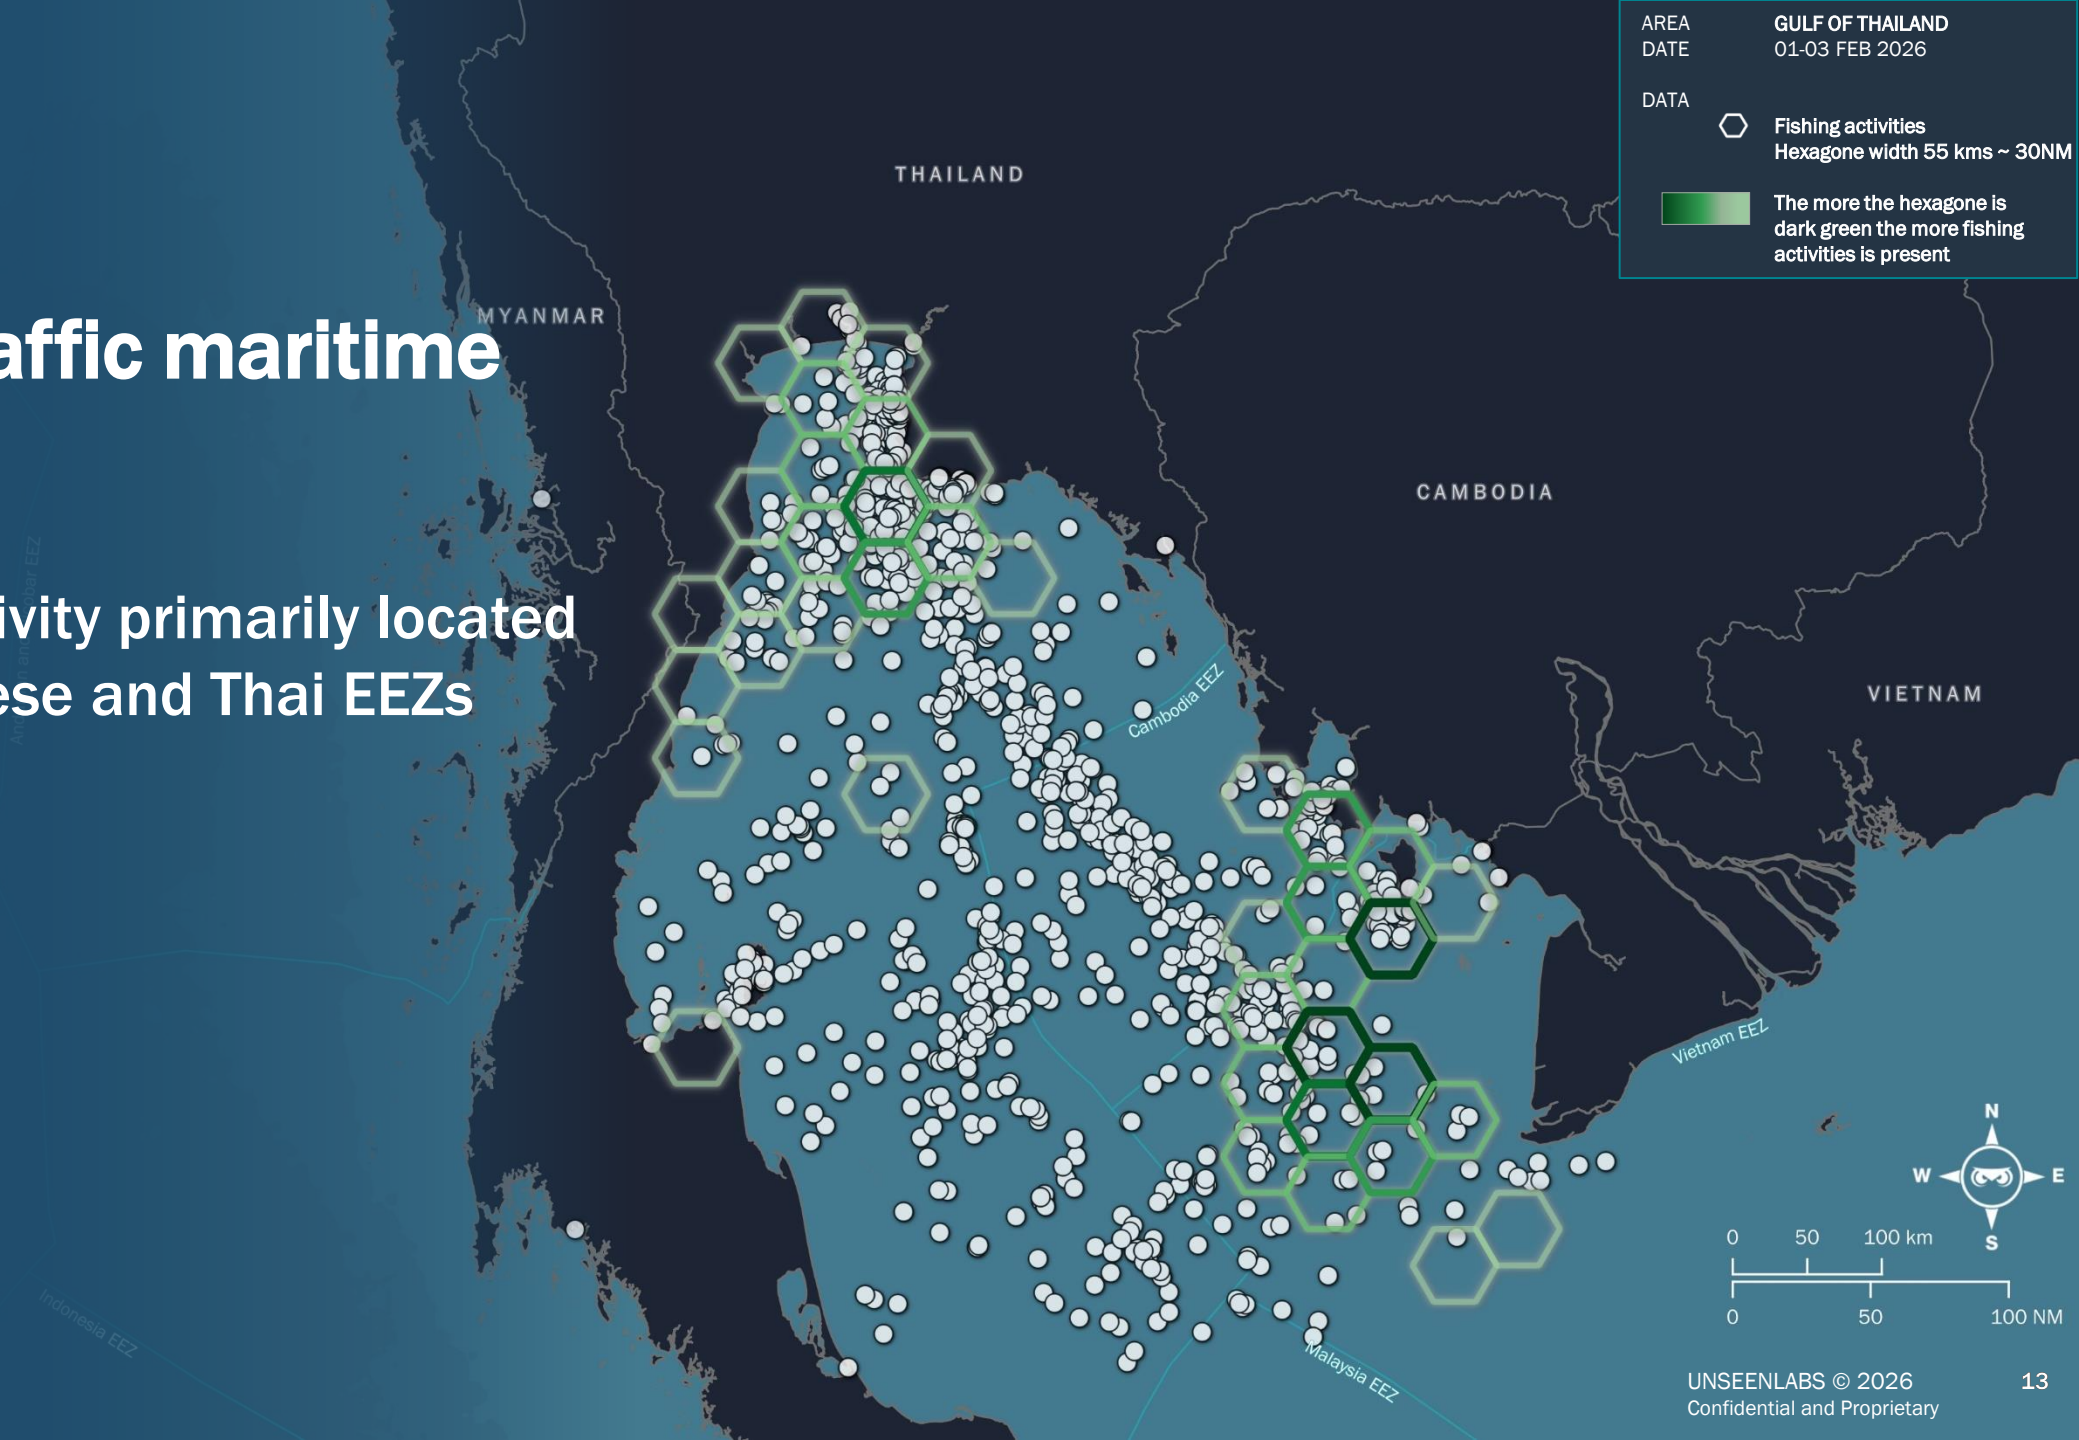 AREA GULF OF THAILAND
DATE 01-03 FEB 2026
DATA
Fishing activities
Hexagone width 55 kms ~ 30NM
The more the hexagone is
dark green the more fishing
activities is present
THAILAND
MYANMAR
affic maritime
CAMBODIA
ivity primarily located
ese and Thai EEZs
Cambodia EEZ
VIETNAM
Vietnam EEZ
N
W E
S
0 50 100 km
0 50 100 NM
Indonesia EEZ
Malaysia EEZ
UNSEENLABS © 2026 13
Confidential and Proprietary